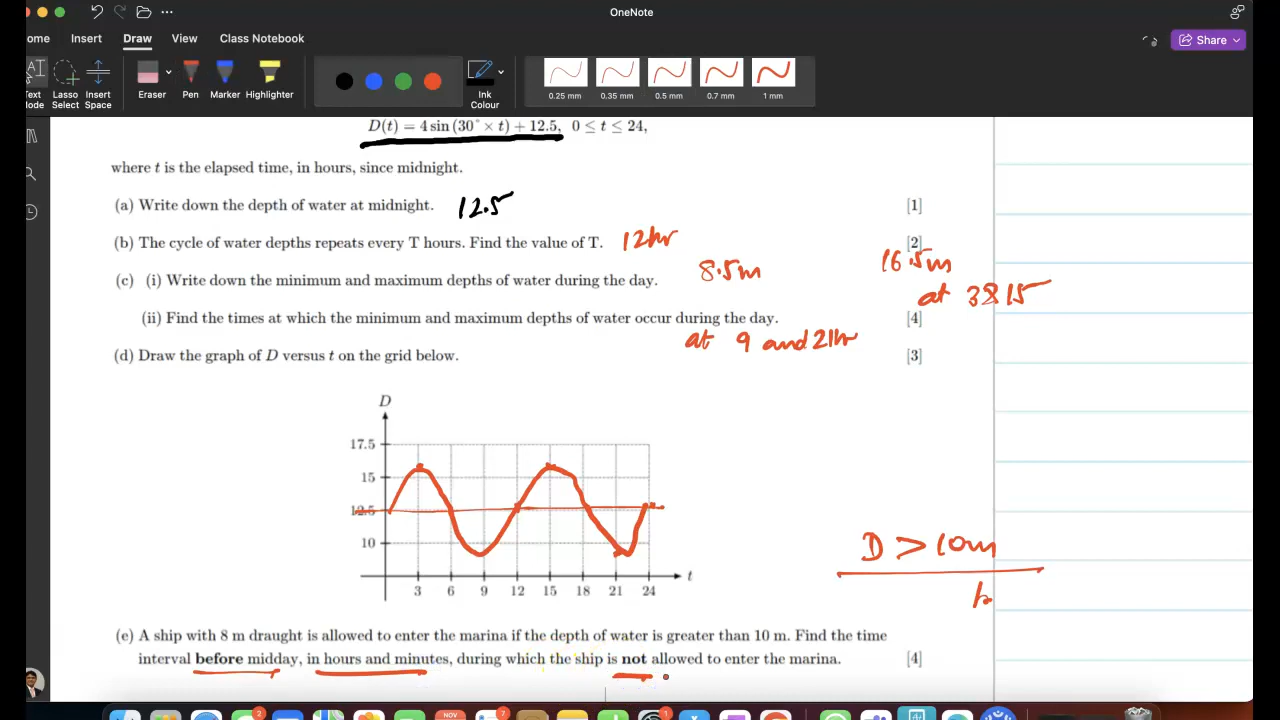 OneNote
ome Insert Draw View Class Notebook Share
Text Mode
Lasso Select
Insert Space
Eraser
Pen
Marker
Highlighter
Ink Colour
0.25 mm 0.35 mm 0.5 mm 0.7 mm 1 mm
D(t) = 4 sin (30° × t) + 12.5, 0 ≤ t ≤ 24,
where t is the elapsed time, in hours, since midnight.
(a) Write down the depth of water at midnight. 12.5 [1]
(b) The cycle of water depths repeats every T hours. Find the value of T. 12hr [2]
8.5m 16.5m
(c) (i) Write down the minimum and maximum depths of water during the day.
at 3&15
(ii) Find the times at which the minimum and maximum depths of water occur during the day. [4]
at 9 and 21hr
(d) Draw the graph of D versus t on the grid below. [3]
D
17.5
15
12.5
10
t
3 6 9 12 15 18 21 24
D > 10m
(e) A ship with 8 m draught is allowed to enter the marina if the depth of water is greater than 10 m. Find the time
interval before midday, in hours and minutes, during which the ship is not allowed to enter the marina. [4]
2
NOV
7
1